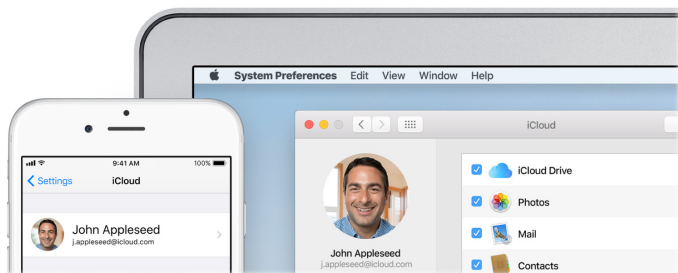 System Preferences Edit View Window Help
iCloud
iCloud Drive
Photos
Mail
Contacts
John Appleseed
j.appleseed@icloud.com
9:41 AM 100%
Settings iCloud
John Appleseed
j.appleseed@icloud.com